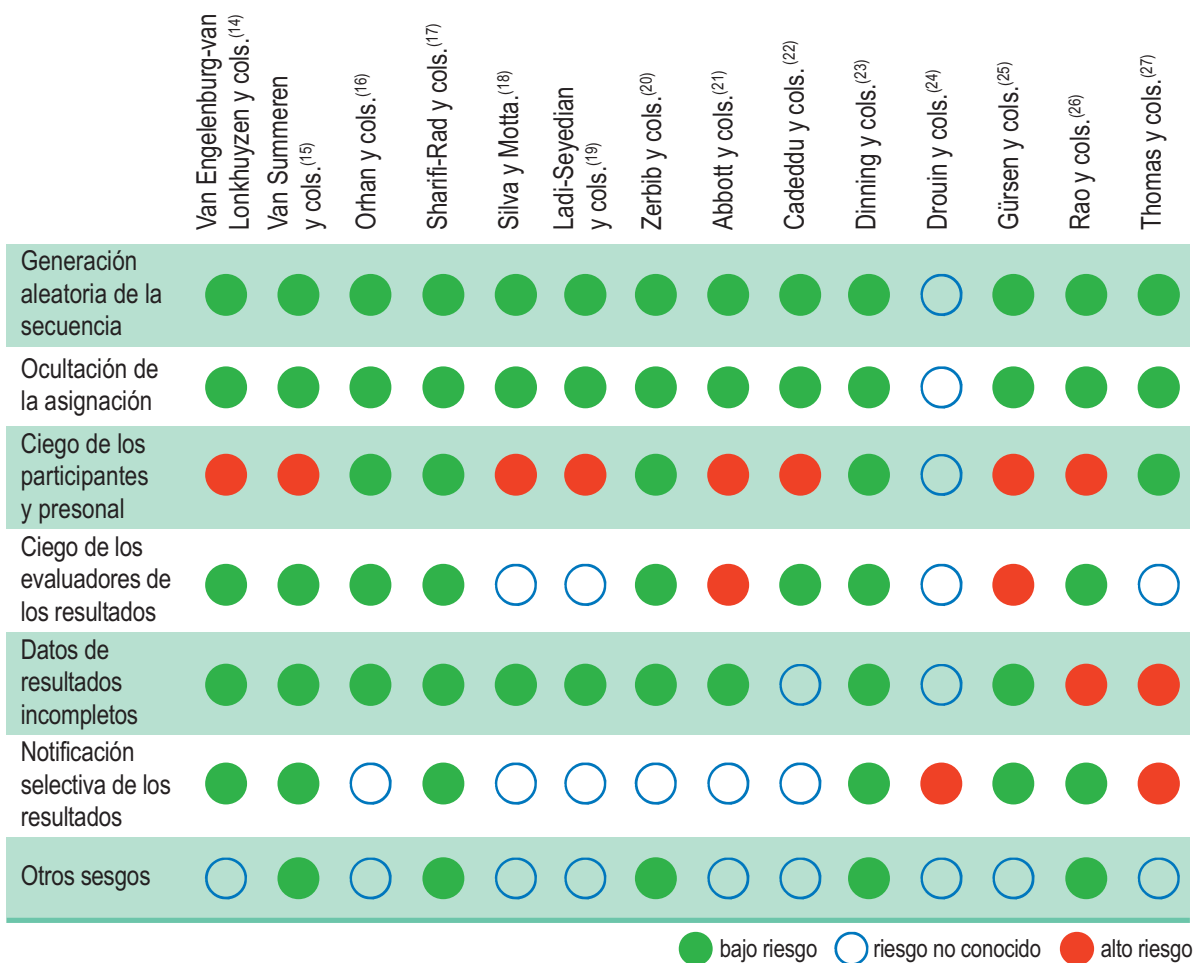 Van Engelenburg-van
Lonkhuyzen y cols.(14)
Van Summeren
y cols.(15)
Orhan y cols.(16)
Sharifi-Rad y cols.(17)
Silva y Motta.(18)
Ladi-Seyedian
y cols.(19)
Zerbib y cols.(20)
Abbott y cols.(21)
Cadeddu y cols.(22)
Dinning y cols.(23)
Drouin y cols.(24)
Gürsen y cols.(25)
Rao y cols.(26)
Thomas y cols.(27)
Generación
aleatoria de la
secuencia
Ocultación de
la asignación
Ciego de los
participantes
y presonal
Ciego de los
evaluadores de
los resultados
Datos de
resultados
incompletos
Notificación
selectiva de los
resultados
Otros sesgos
bajo riesgo
riesgo no conocido
alto riesgo